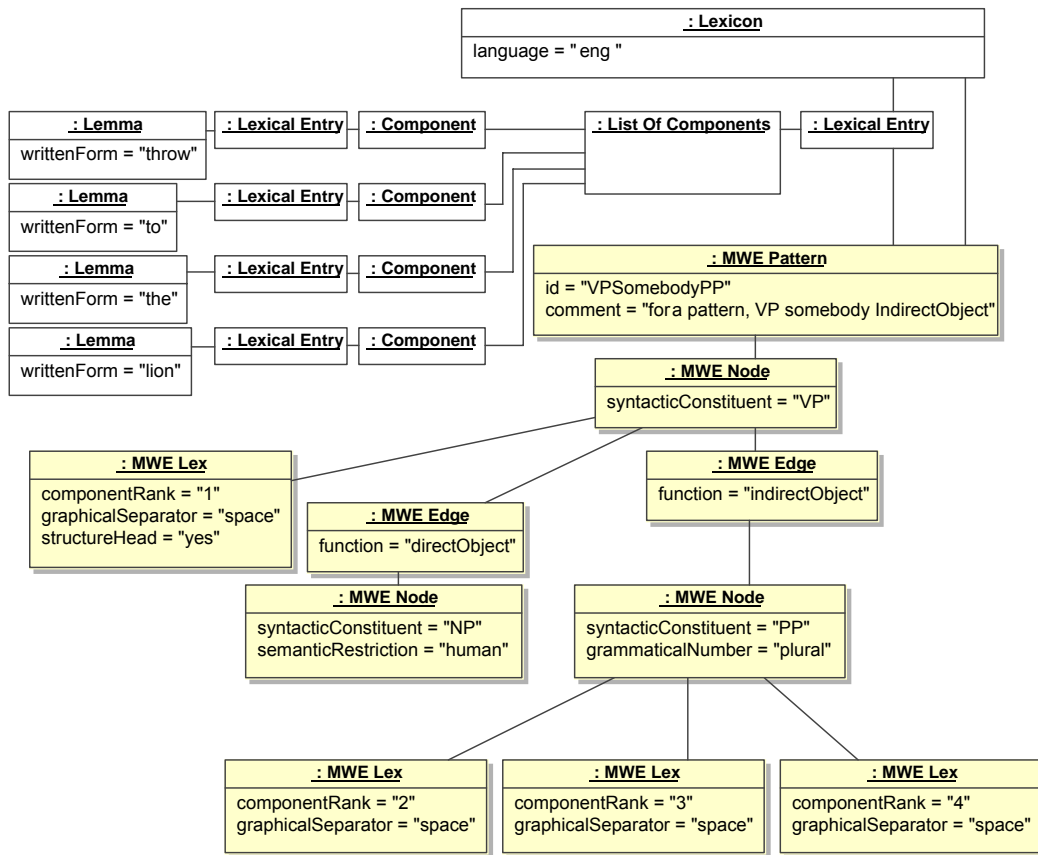 : Lexicon
language = "eng "
: Lemma
writtenForm = "throw"
: Lexical Entry
: Component
: List Of Components
: Lexical Entry
: Lemma
writtenForm = "to"
: Lexical Entry
: Component
: Lemma
writtenForm = "the"
: Lexical Entry
: Component
: Lemma
writtenForm = "lion"
: Lexical Entry
: Component
: MWE Pattern
id = "VPSomebodyPP"
comment = "for a pattern, VP somebody IndirectObject"
: MWE Node
syntacticConstituent = "VP"
: MWE Lex
componentRank = "1"
graphicalSeparator = "space"
structureHead = "yes"
: MWE Edge
function = "directObject"
: MWE Edge
function = "indirectObject"
: MWE Node
syntacticConstituent = "NP"
semanticRestriction = "human"
: MWE Node
syntacticConstituent = "PP"
grammaticalNumber = "plural"
: MWE Lex
componentRank = "2"
graphicalSeparator = "space"
: MWE Lex
componentRank = "3"
graphicalSeparator = "space"
: MWE Lex
componentRank = "4"
graphicalSeparator = "space"